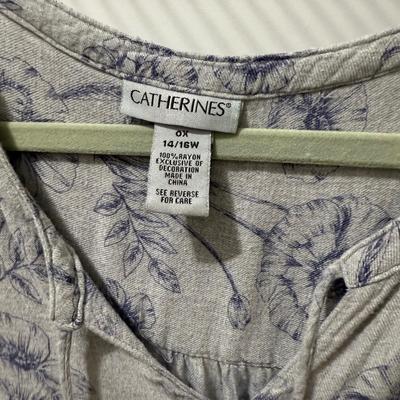 CATHERINES®
0X
14/16W
100% RAYON
EXCLUSIVE OF
DECORATION
MADE IN
CHINA
SEE REVERSE
FOR CARE